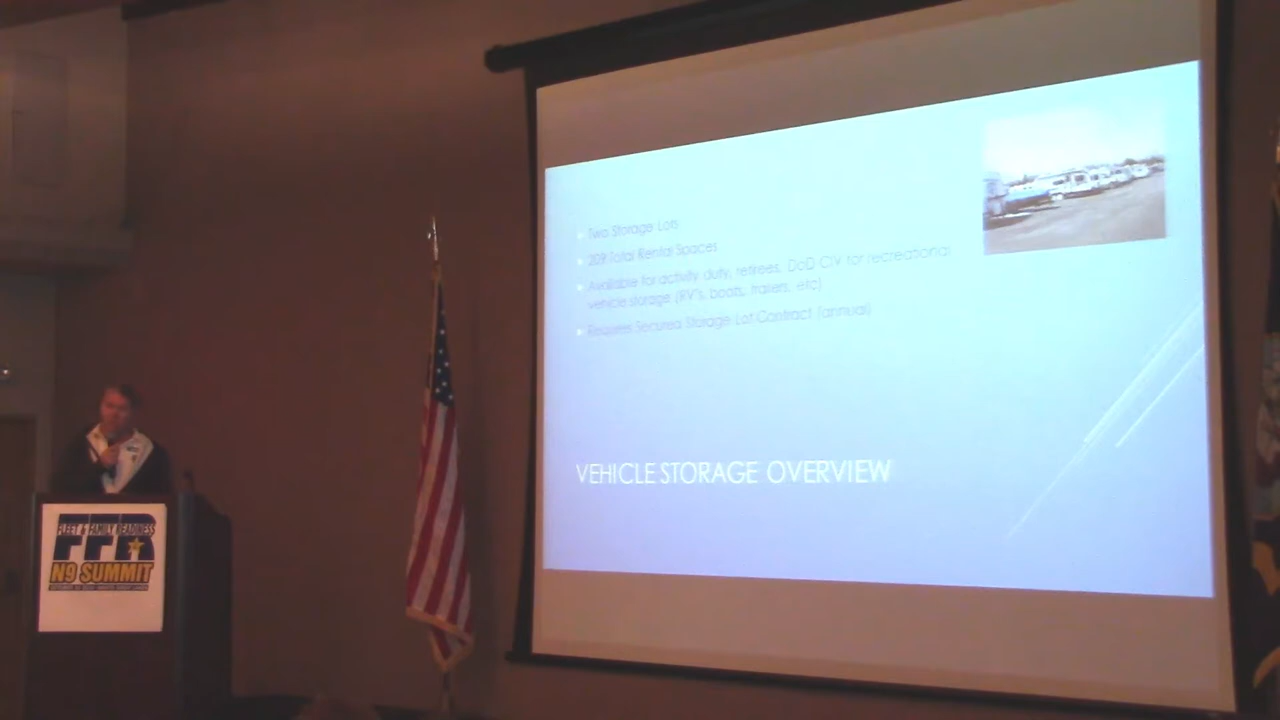 Two Storage Lots
209 Total Rental Spaces
Available for activity duty, retirees, DoD CIV for recreational
vehicle storage (RV's, boats, trailers, etc)
Requires Secured Storage Lot Contract (annual)
VEHICLE STORAGE OVERVIEW
FLEET & FAMILY READINESS
FFR
N9 SUMMIT